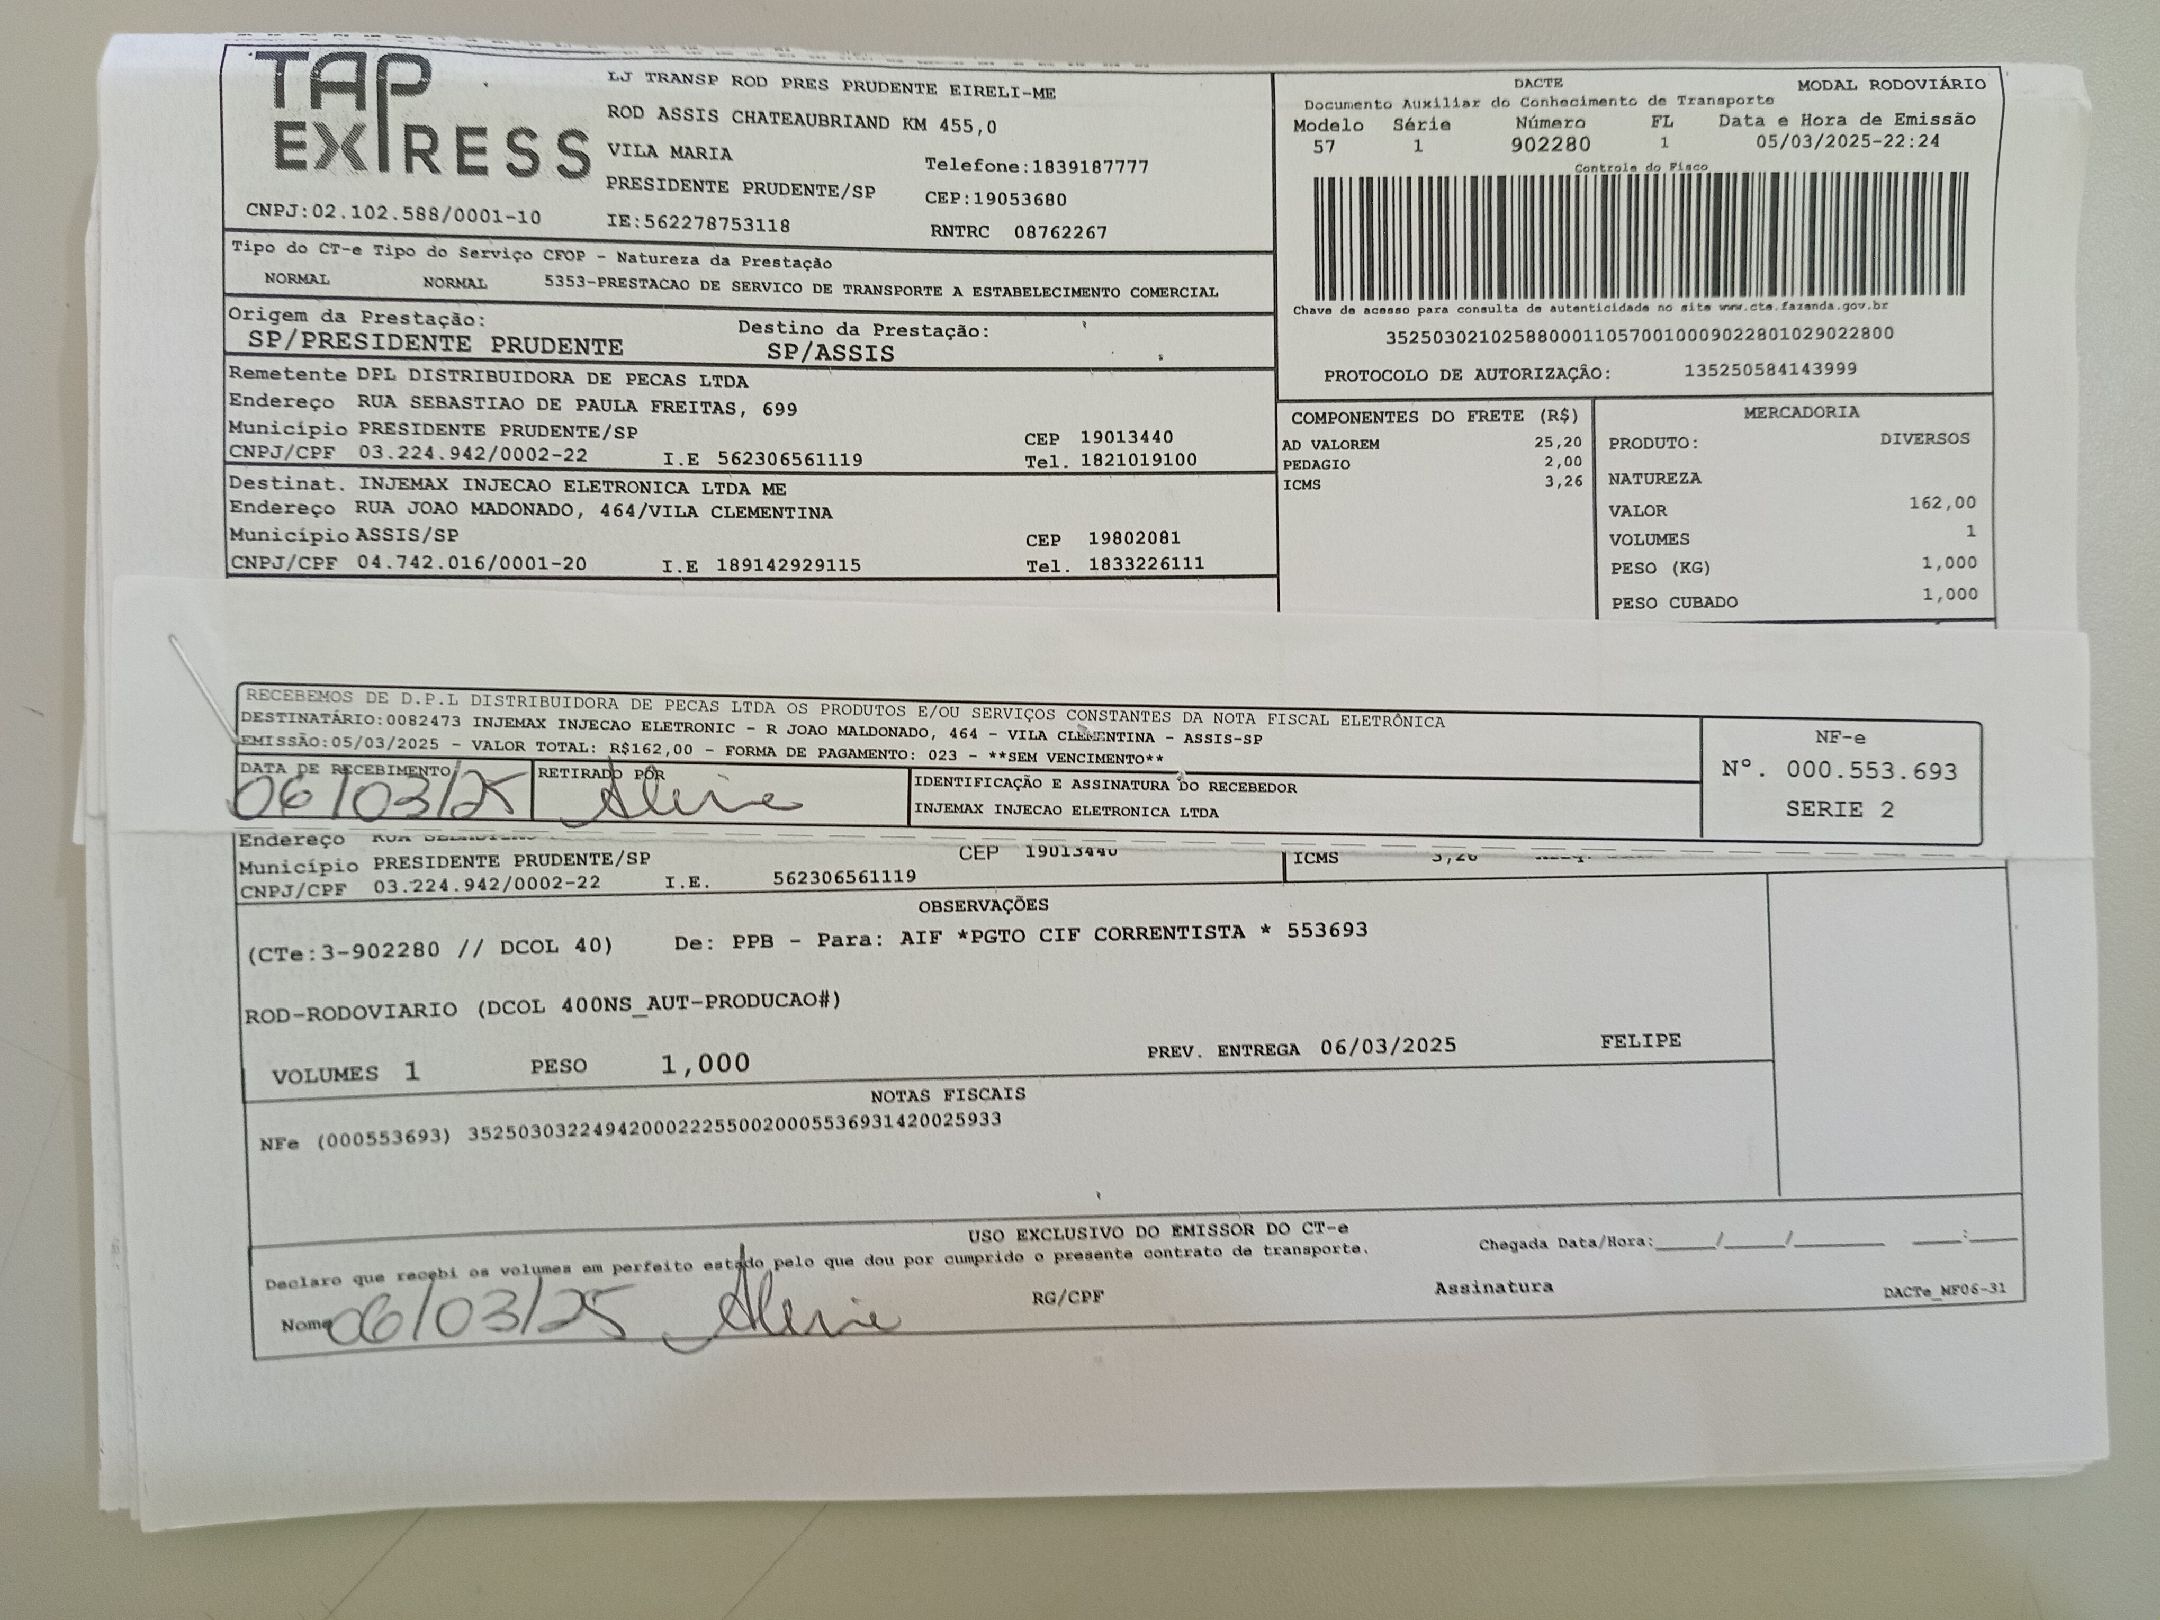 TAP EXPRESS
LJ TRANSP ROD PRES PRUDENTE EIRELI-ME
ROD ASSIS CHATEAUBRIAND KM 455,0
VILA MARIA
Telefone:1839187777
PRESIDENTE PRUDENTE/SP
CEP:19053680
CNPJ:02.102.588/0001-10
IE:562278753118
RNTRC 08762267
DACTE
MODAL RODOVIÁRIO
Documento Auxiliar do Conhecimento de Transporte
Modelo Série Número FL Data e Hora de Emissão
57 1 902280 1 05/03/2025-22:24
Controle do Fisco
Chave de acesso para consulta de autenticidade no site www.cte.fazenda.gov.br
35250302102588000110570010009022801029022800
PROTOCOLO DE AUTORIZAÇÃO: 135250584143999
Tipo do CT-e Tipo do Serviço CFOP - Natureza da Prestação
NORMAL NORMAL 5353-PRESTACAO DE SERVICO DE TRANSPORTE A ESTABELECIMENTO COMERCIAL
Origem da Prestação: Destino da Prestação:
SP/PRESIDENTE PRUDENTE SP/ASSIS
Remetente DPL DISTRIBUIDORA DE PECAS LTDA
Endereço RUA SEBASTIAO DE PAULA FREITAS, 699
Município PRESIDENTE PRUDENTE/SP CEP 19013440
CNPJ/CPF 03.224.942/0002-22 I.E 562306561119 Tel. 1821019100
Destinat. INJEMAX INJECAO ELETRONICA LTDA ME
Endereço RUA JOAO MADONADO, 464/VILA CLEMENTINA
Município ASSIS/SP CEP 19802081
CNPJ/CPF 04.742.016/0001-20 I.E 189142929115 Tel. 1833226111
COMPONENTES DO FRETE (R$)
AD VALOREM 25,20
PEDAGIO 2,00
ICMS 3,26
MERCADORIA
PRODUTO: DIVERSOS
NATUREZA
VALOR 162,00
VOLUMES 1
PESO (KG) 1,000
PESO CUBADO 1,000
RECEBEMOS DE D.P.L DISTRIBUIDORA DE PECAS LTDA OS PRODUTOS E/OU SERVIÇOS CONSTANTES DA NOTA FISCAL ELETRÔNICA
DESTINATÁRIO:0082473 INJEMAX INJECAO ELETRONIC - R JOAO MALDONADO, 464 - VILA CLEMENTINA - ASSIS-SP
EMISSÃO:05/03/2025 - VALOR TOTAL: R$162,00 - FORMA DE PAGAMENTO: 023 - **SEM VENCIMENTO**
DATA DE RECEBIMENTO RETIRADO POR IDENTIFICAÇÃO E ASSINATURA DO RECEBEDOR
06/03/25
INJEMAX INJECAO ELETRONICA LTDA
NF-e
Nº. 000.553.693
SERIE 2
Endereço RUA
Município PRESIDENTE PRUDENTE/SP CEP 19013440 ICMS 3,26
CNPJ/CPF 03.224.942/0002-22 I.E. 562306561119
OBSERVAÇÕES
(CTe:3-902280 // DCOL 40) De: PPB - Para: AIF *PGTO CIF CORRENTISTA * 553693
ROD-RODOVIARIO (DCOL 400NS_AUT-PRODUCAO#)
VOLUMES 1 PESO 1,000 PREV. ENTREGA 06/03/2025 FELIPE
NOTAS FISCAIS
NFe (000553693) 35250303224942000222550020005536931420025933
USO EXCLUSIVO DO EMISSOR DO CT-e
Declaro que recebi os volumes em perfeito estado pelo que dou por cumprido o presente contrato de transporte.
Chegada Data/Hora:____/____/________ ____:____
Nome 06/03/25 RG/CPF Assinatura
DACTe_NF06-31